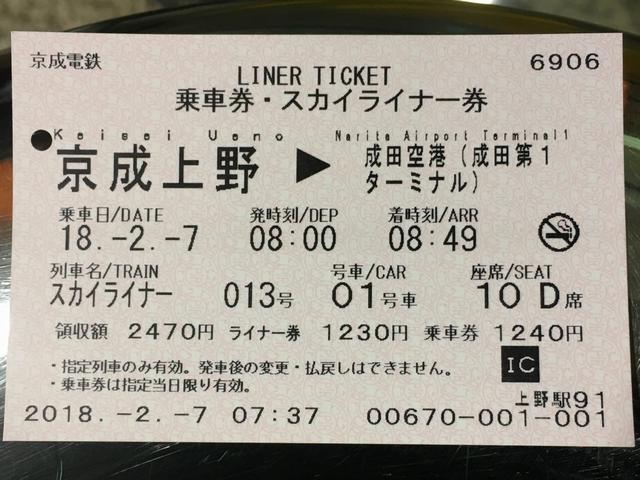 京成電鉄
6906
LINER TICKET
乗車券・スカイライナー券
Keisei Ueno
Narita Airport Terminal1
京成上野 ▶ 成田空港(成田第1
ターミナル)
乗車日/DATE 発時刻/DEP 着時刻/ARR
18.-2.-7 08:00 08:49
列車名/TRAIN 号車/CAR 座席/SEAT
スカイライナー 013号 01号車 10 D席
領収額 2470円 ライナー券 1230円 乗車券 1240円
・指定列車のみ有効。発車後の変更・払戻しはできません。
・乗車券は指定当日限り有効。
IC
上野駅91
2018.-2.-7 07:37 00670-001-001